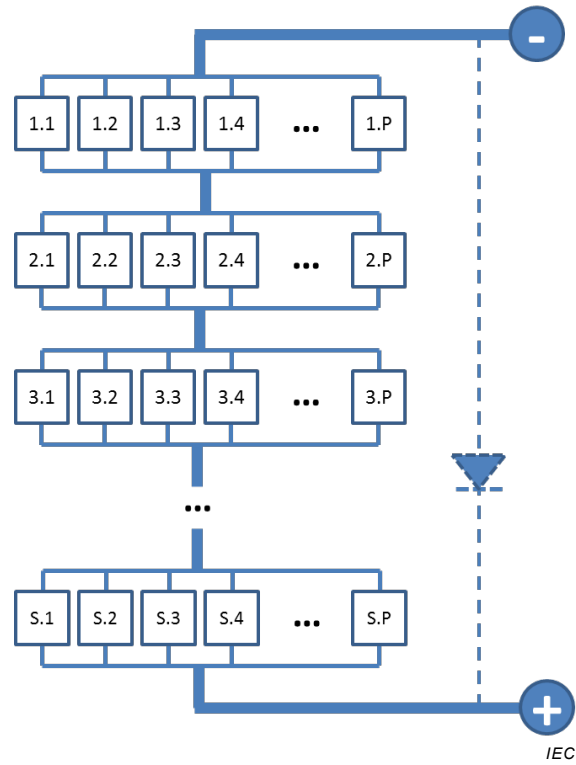 -
1.1 1.2 1.3 1.4 ... 1.P
2.1 2.2 2.3 2.4 ... 2.P
3.1 3.2 3.3 3.4 ... 3.P
...
S.1 S.2 S.3 S.4 ... S.P
+
IEC